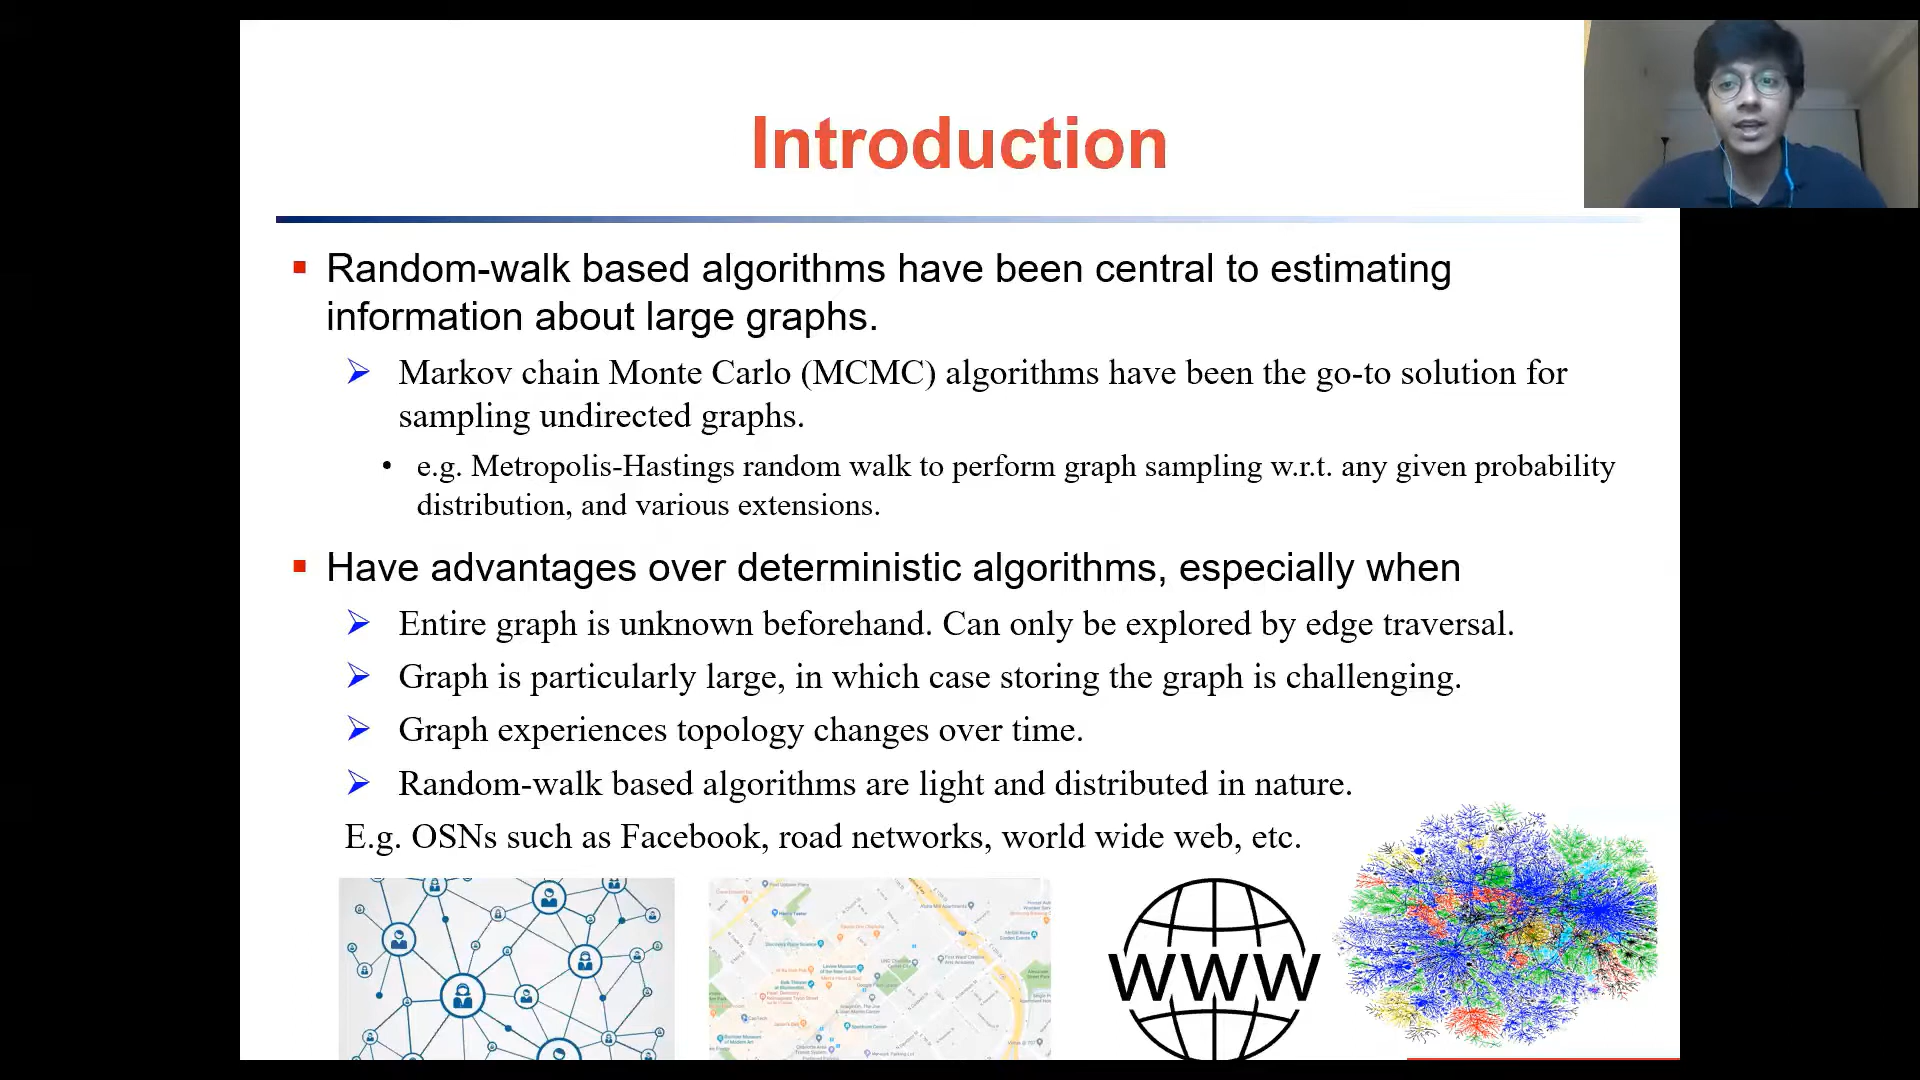 Introduction
Random-walk based algorithms have been central to estimating
information about large graphs.
Markov chain Monte Carlo (MCMC) algorithms have been the go-to solution for
sampling undirected graphs.
• e.g. Metropolis-Hastings random walk to perform graph sampling w.r.t. any given probability
distribution, and various extensions.
Have advantages over deterministic algorithms, especially when
Entire graph is unknown beforehand. Can only be explored by edge traversal.
Graph is particularly large, in which case storing the graph is challenging.
Graph experiences topology changes over time.
Random-walk based algorithms are light and distributed in nature.
E.g. OSNs such as Facebook, road networks, world wide web, etc.
WWW